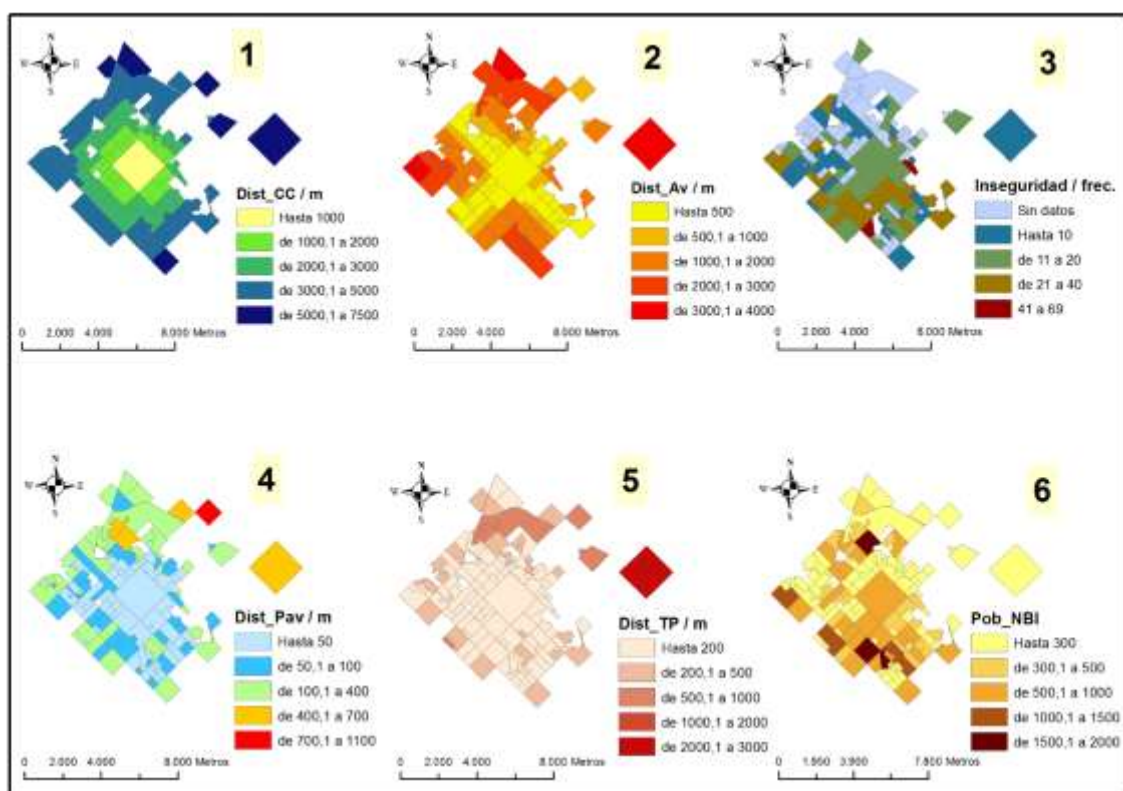 N
W E
S
1
Dist_CC / m
Hasta 1000
de 1000,1 a 2000
de 2000,1 a 3000
de 3000,1 a 5000
de 5000,1 a 7500
0 2.000 4.000 8.000 Metros
N
W E
S
2
Dist_Av / m
Hasta 500
de 500,1 a 1000
de 1000,1 a 2000
de 2000,1 a 3000
de 3000,1 a 4000
0 2.000 4.000 8.000 Metros
N
W E
S
3
Inseguridad / frec.
Sin datos
Hasta 10
de 11 a 20
de 21 a 40
41 a 69
0 2.000 4.000 8.000 Metros
N
W E
S
4
Dist_Pav / m
Hasta 50
de 50,1 a 100
de 100,1 a 400
de 400,1 a 700
de 700,1 a 1100
0 2.000 4.000 8.000 Metros
N
W E
S
5
Dist_TP / m
Hasta 200
de 200,1 a 500
de 500,1 a 1000
de 1000,1 a 2000
de 2000,1 a 3000
0 2.000 4.000 8.000 Metros
N
W E
S
6
Pob_NBI
Hasta 300
de 300,1 a 500
de 500,1 a 1000
de 1000,1 a 1500
de 1500,1 a 2000
0 3.900 Metros